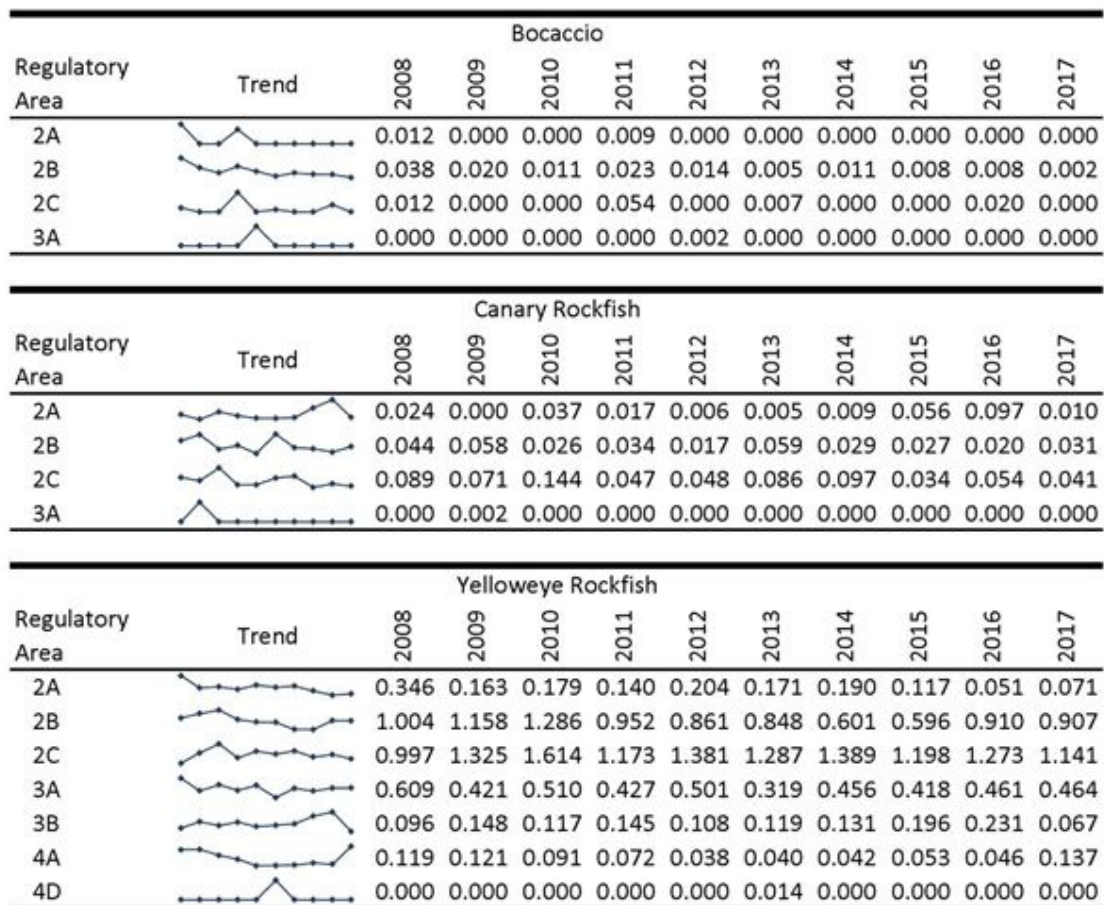 Bocaccio
Regulatory Area Trend 2008 2009 2010 2011 2012 2013 2014 2015 2016 2017
2A 0.012 0.000 0.000 0.009 0.000 0.000 0.000 0.000 0.000 0.000
2B 0.038 0.020 0.011 0.023 0.014 0.005 0.011 0.008 0.008 0.002
2C 0.012 0.000 0.000 0.054 0.000 0.007 0.000 0.000 0.020 0.000
3A 0.000 0.000 0.000 0.000 0.002 0.000 0.000 0.000 0.000 0.000
Canary Rockfish
Regulatory Area Trend 2008 2009 2010 2011 2012 2013 2014 2015 2016 2017
2A 0.024 0.000 0.037 0.017 0.006 0.005 0.009 0.056 0.097 0.010
2B 0.044 0.058 0.026 0.034 0.017 0.059 0.029 0.027 0.020 0.031
2C 0.089 0.071 0.144 0.047 0.048 0.086 0.097 0.034 0.054 0.041
3A 0.000 0.002 0.000 0.000 0.000 0.000 0.000 0.000 0.000 0.000
Yelloweye Rockfish
Regulatory Area Trend 2008 2009 2010 2011 2012 2013 2014 2015 2016 2017
2A 0.346 0.163 0.179 0.140 0.204 0.171 0.190 0.117 0.051 0.071
2B 1.004 1.158 1.286 0.952 0.861 0.848 0.601 0.596 0.910 0.907
2C 0.997 1.325 1.614 1.173 1.381 1.287 1.389 1.198 1.273 1.141
3A 0.609 0.421 0.510 0.427 0.501 0.319 0.456 0.418 0.461 0.464
3B 0.096 0.148 0.117 0.145 0.108 0.119 0.131 0.196 0.231 0.067
4A 0.119 0.121 0.091 0.072 0.038 0.040 0.042 0.053 0.046 0.137
4D 0.000 0.000 0.000 0.000 0.000 0.014 0.000 0.000 0.000 0.000